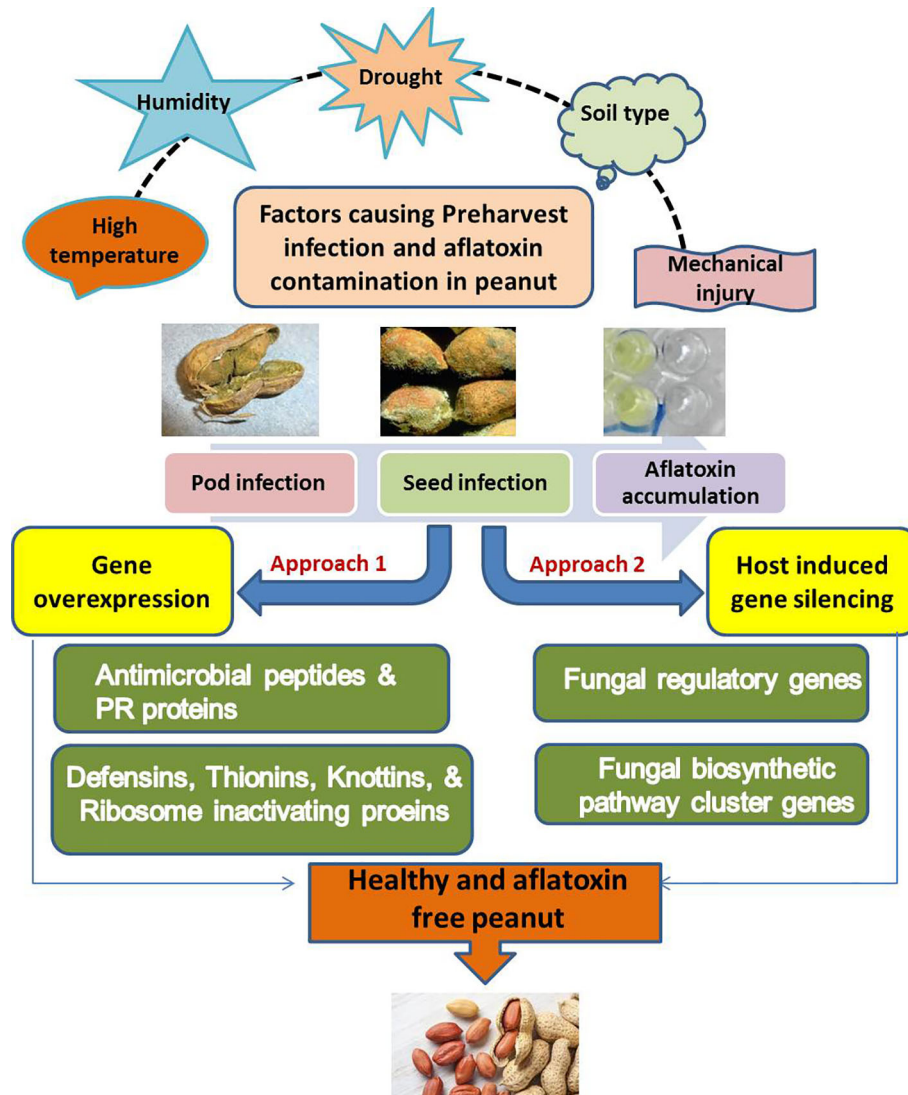 Drought
Humidity
Soil type
High
temperature
Factors causing Preharvest
infection and aflatoxin
contamination in peanut
Mechanical
injury
Pod infection
Seed infection
Aflatoxin
accumulation
Gene
overexpression
Approach 1
Approach 2
Host induced
gene silencing
Antimicrobial peptides &
PR proteins
Fungal regulatory genes
Defensins, Thionins, Knottins, &
Ribosome inactivating proeins
Fungal biosynthetic
pathway cluster genes
Healthy and aflatoxin
free peanut